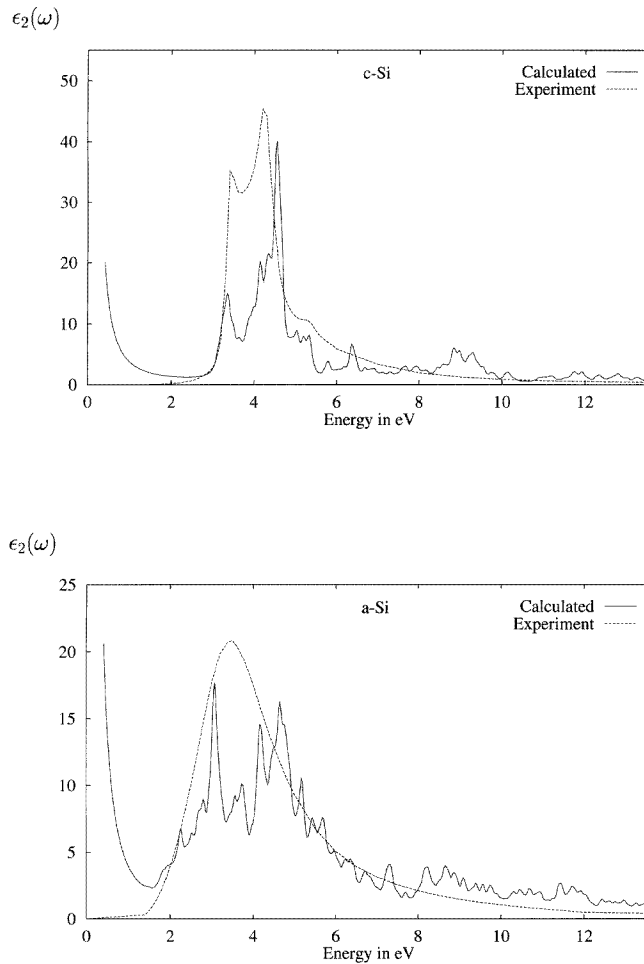 ϵ₂(ω)
c-Si
Calculated
Experiment
50
40
30
20
10
0
0 2 4 6 8 10 12
Energy in eV
ϵ₂(ω)
a-Si
Calculated
Experiment
25
20
15
10
5
0
0 2 4 6 8 10 12
Energy in eV